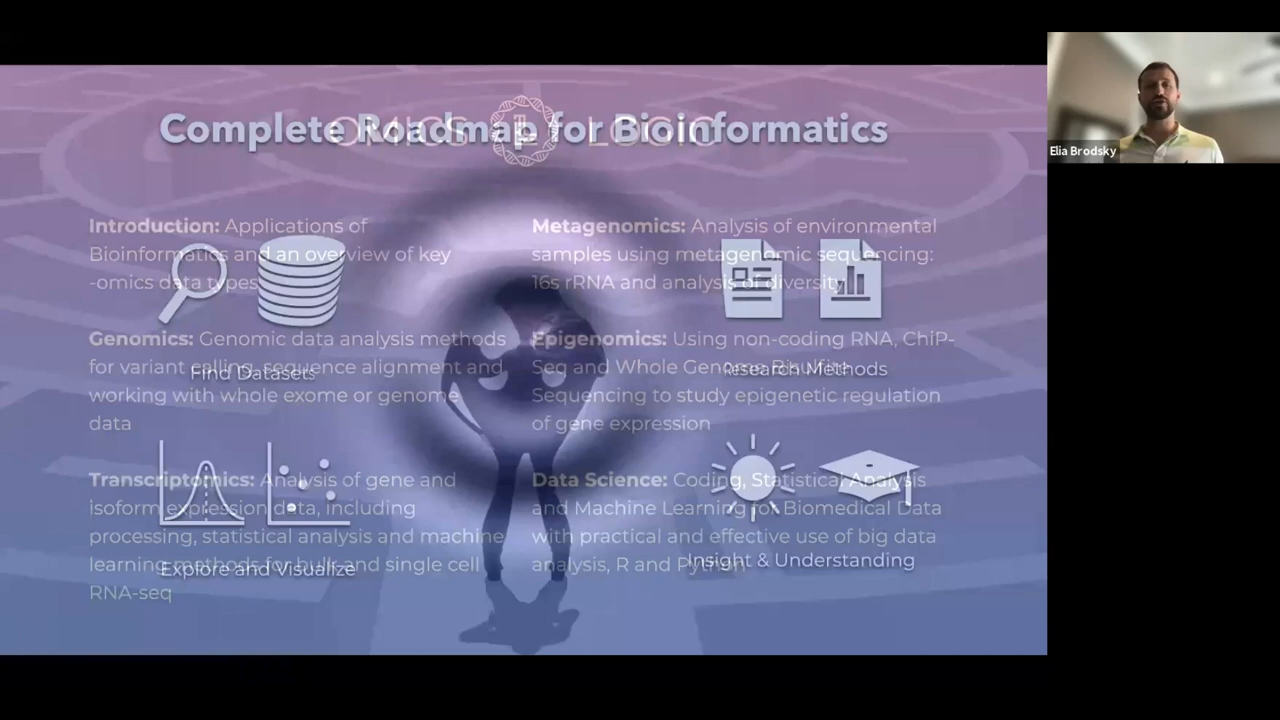 Complete Roadmap for Bioinformatics
OMICS LOGIC
Elia Brodsky
Introduction: Applications of
Bioinformatics and an overview of key
-omics data types
Genomics: Genomic data analysis methods
for variant calling, sequence alignment and
working with whole exome or genome
data
Transcriptomics: Analysis of gene and
isoform expression data, including
processing, statistical analysis and machine
learning methods for bulk and single cell
RNA-seq
Metagenomics: Analysis of environmental
samples using metagenomic sequencing:
16s rRNA and analysis of diversity
Epigenomics: Using non-coding RNA, ChiP-
Seq and Whole Genome Bisulfite
Sequencing to study epigenetic regulation
of gene expression
Data Science: Coding, Statistical Analysis
and Machine Learning for Biomedical Data
with practical and effective use of big data
analysis, R and Python
Find Datasets
Research Methods
Explore and Visualize
Insight & Understanding